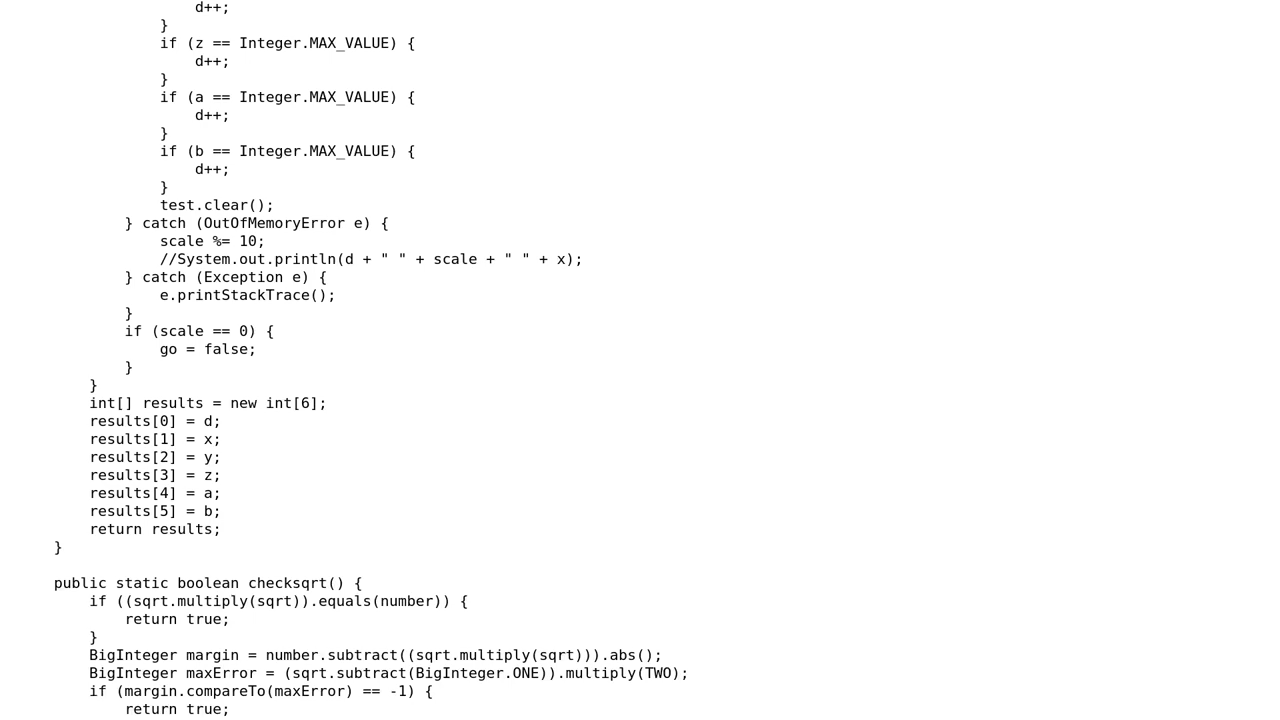 d++;
            }
            if (z == Integer.MAX_VALUE) {
                d++;
            }
            if (a == Integer.MAX_VALUE) {
                d++;
            }
            if (b == Integer.MAX_VALUE) {
                d++;
            }
            test.clear();
        } catch (OutOfMemoryError e) {
            scale %= 10;
            //System.out.println(d + " " + scale + " " + x);
        } catch (Exception e) {
            e.printStackTrace();
        }
        if (scale == 0) {
            go = false;
        }
    }
    int[] results = new int[6];
    results[0] = d;
    results[1] = x;
    results[2] = y;
    results[3] = z;
    results[4] = a;
    results[5] = b;
    return results;
}

public static boolean checksqrt() {
    if ((sqrt.multiply(sqrt)).equals(number)) {
        return true;
    }
    BigInteger margin = number.subtract((sqrt.multiply(sqrt))).abs();
    BigInteger maxError = (sqrt.subtract(BigInteger.ONE)).multiply(TWO);
    if (margin.compareTo(maxError) == -1) {
        return true;